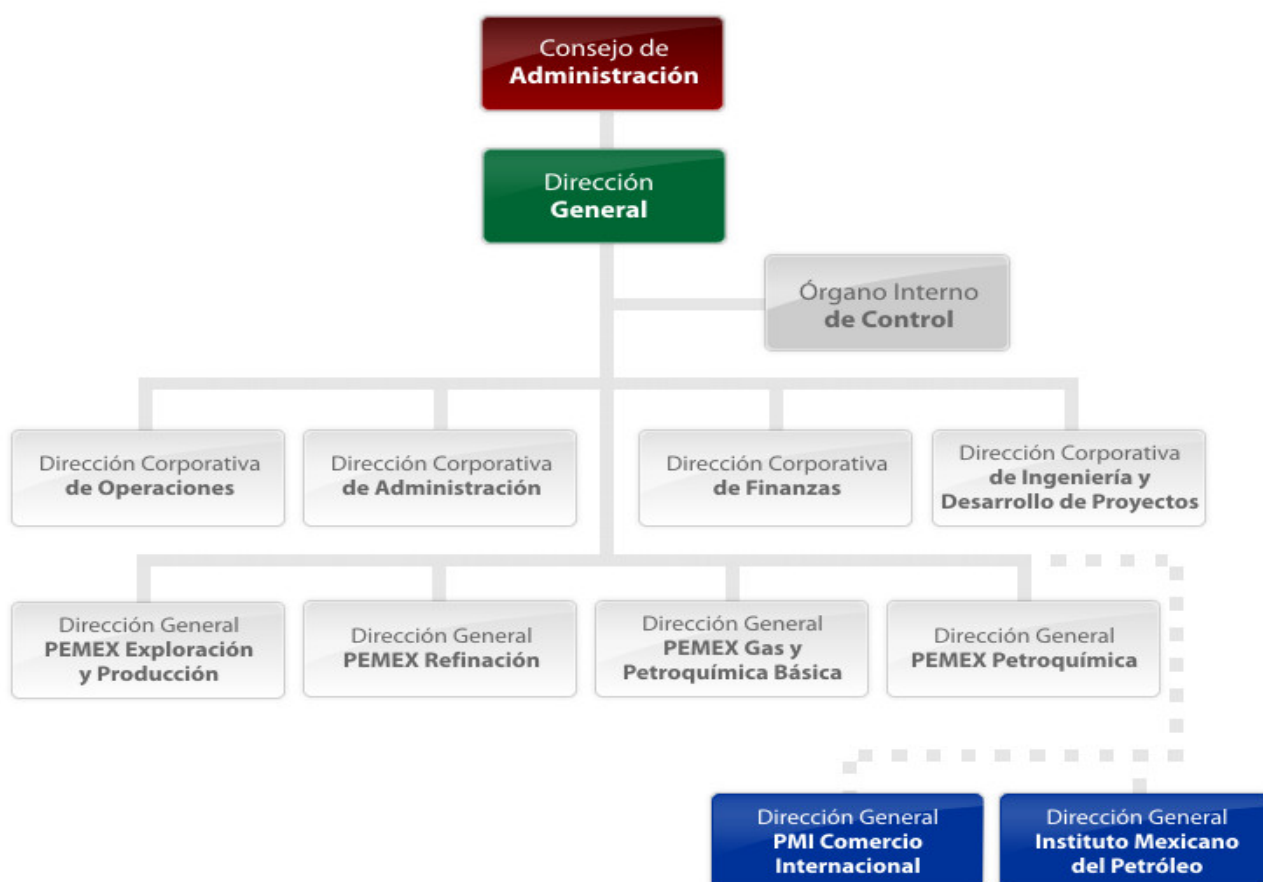 Consejo de
Administración
Dirección
General
Órgano Interno
de Control
Dirección Corporativa
de Operaciones
Dirección Corporativa
de Administración
Dirección Corporativa
de Finanzas
Dirección Corporativa
de Ingeniería y
Desarrollo de Proyectos
Dirección General
PEMEX Exploración
y Producción
Dirección General
PEMEX Refinación
Dirección General
PEMEX Gas y
Petroquímica Básica
Dirección General
PEMEX Petroquímica
Dirección General
PMI Comercio
Internacional
Dirección General
Instituto Mexicano
del Petróleo